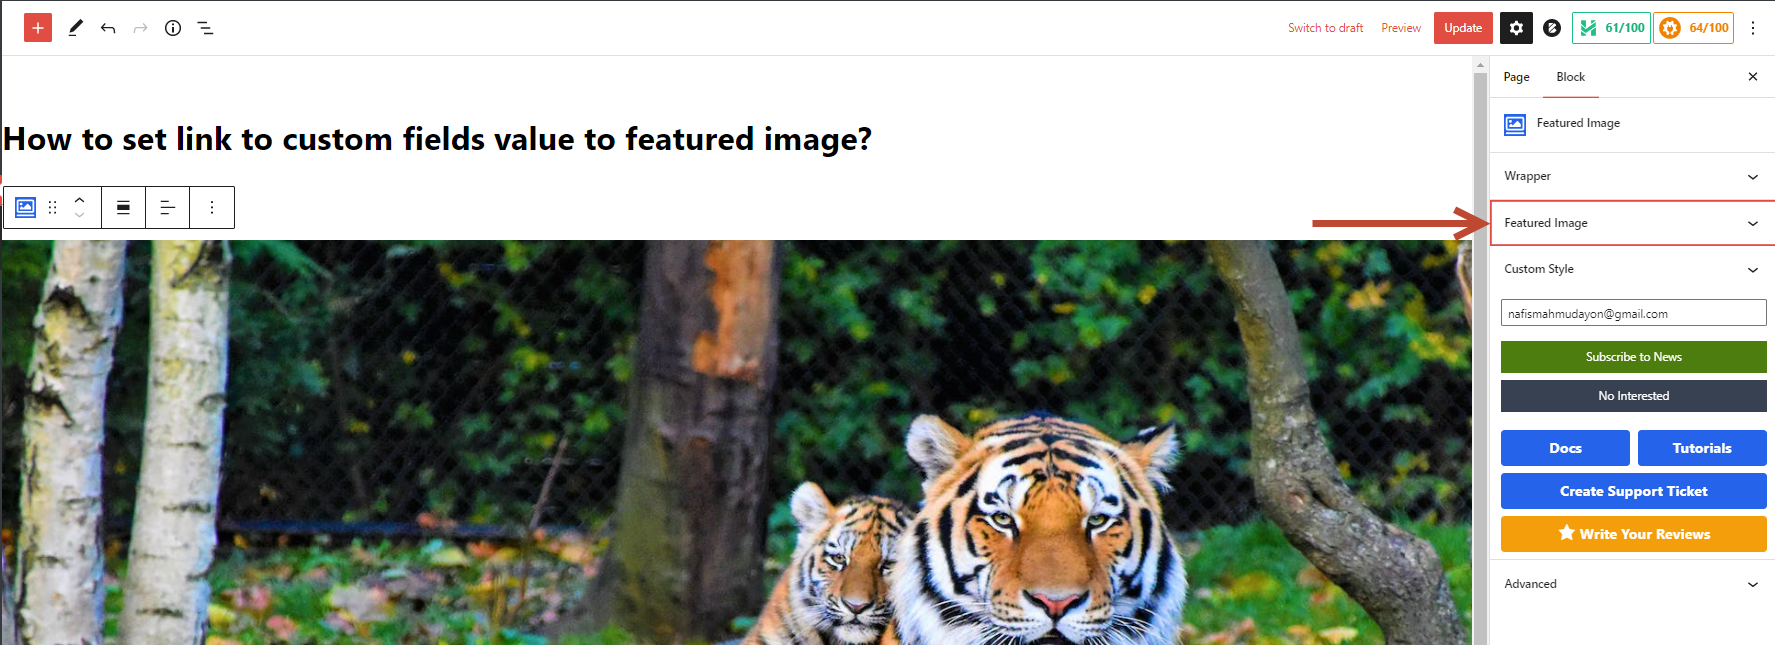 Switch to draft
Preview
Update
61/100
64/100
Page
Block
How to set link to custom fields value to featured image?
Featured Image
Wrapper
Featured Image
Custom Style
nafismahmudayon@gmail.com
Subscribe to News
No Interested
Docs
Tutorials
Create Support Ticket
Write Your Reviews
Advanced